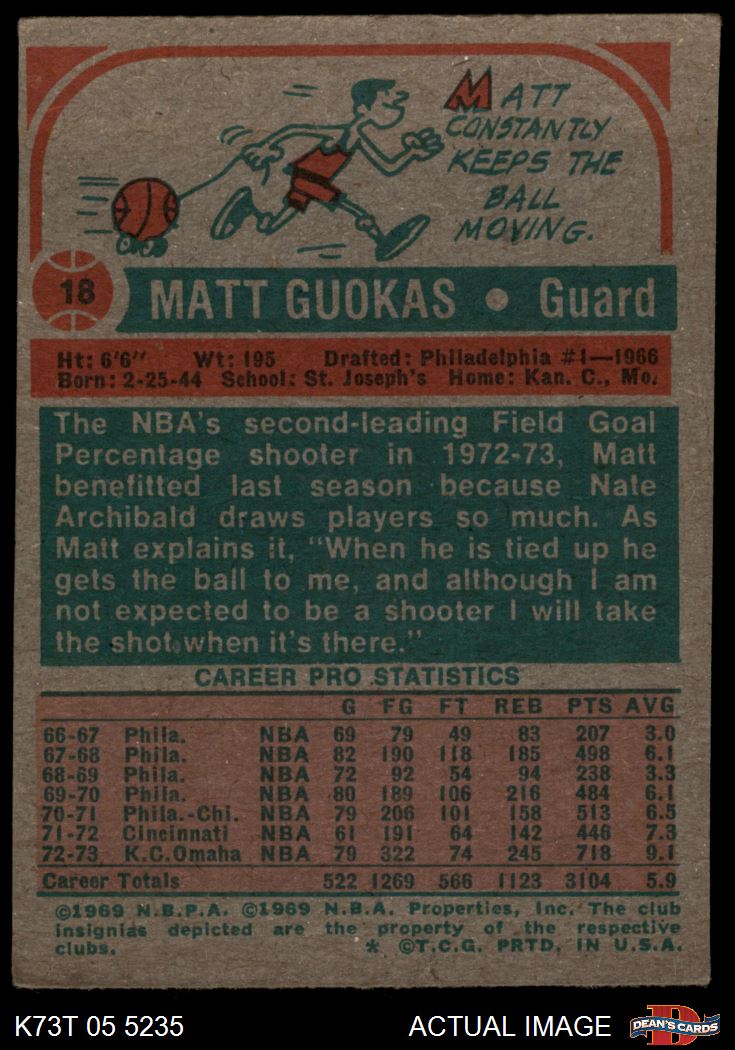 MATT
CONSTANTLY
KEEPS THE
BALL
MOVING.
18 MATT GUOKAS • Guard
Ht: 6'6" Wt: 195 Drafted: Philadelphia #1—1966
Born: 2-25-44 School: St. Joseph's Home: Kan. C., Mo.
The NBA's second-leading Field Goal
Percentage shooter in 1972-73, Matt
benefitted last season because Nate
Archibald draws players so much. As
Matt explains it, "When he is tied up he
gets the ball to me, and although I am
not expected to be a shooter I will take
the shot when it's there."
CAREER PRO STATISTICS
G FG FT REB PTS AVG
66-67 Phila. NBA 69 79 49 83 207 3.0
67-68 Phila. NBA 82 190 118 185 498 6.1
68-69 Phila. NBA 72 92 54 94 238 3.3
69-70 Phila. NBA 80 189 106 216 484 6.1
70-71 Phila.-Chi. NBA 79 206 101 158 513 6.5
71-72 Cincinnati NBA 61 191 64 142 446 7.3
72-73 K.C.Omaha NBA 79 322 74 245 718 9.1
Career Totals 522 1269 566 1123 3104 5.9
©1969 N.B.P.A. ©1969 N.B.A. Properties, Inc. The club
insignias depicted are the property of the respective
clubs. * ©T.C.G. PRTD. IN U.S.A.
K73T 05 5235 ACTUAL IMAGE D DEAN'S CARDS